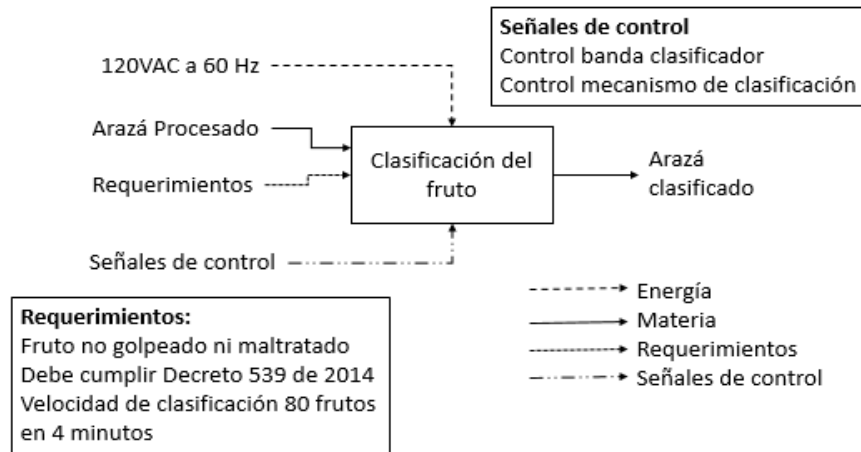 Señales de control
Control banda clasificador
Control mecanismo de clasificación
120VAC a 60 Hz
Arazá Procesado
Requerimientos
Clasificación del
fruto
Arazá
clasificado
Señales de control
Requerimientos:
Fruto no golpeado ni maltratado
Debe cumplir Decreto 539 de 2014
Velocidad de clasificación 80 frutos
en 4 minutos
Energía
Materia
Requerimientos
Señales de control